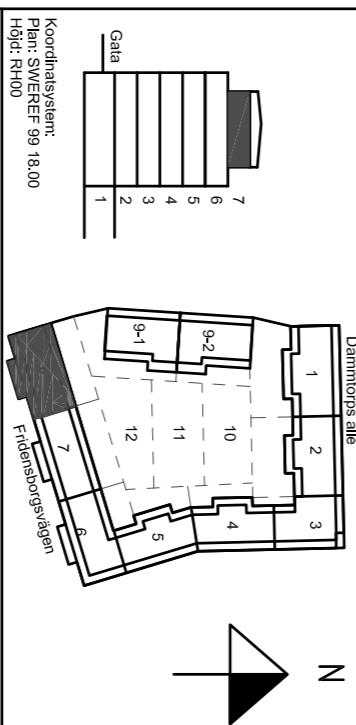 Dammtorps alle
1
2
3
4
5
6
7
9-1
9-2
10
11
12
Fridensborgsvägen
N
Gata
7
6
5
4
3
2
1
Koordinatsystem:
Plan: SWEREF 99 18.00
Höjd: RH00